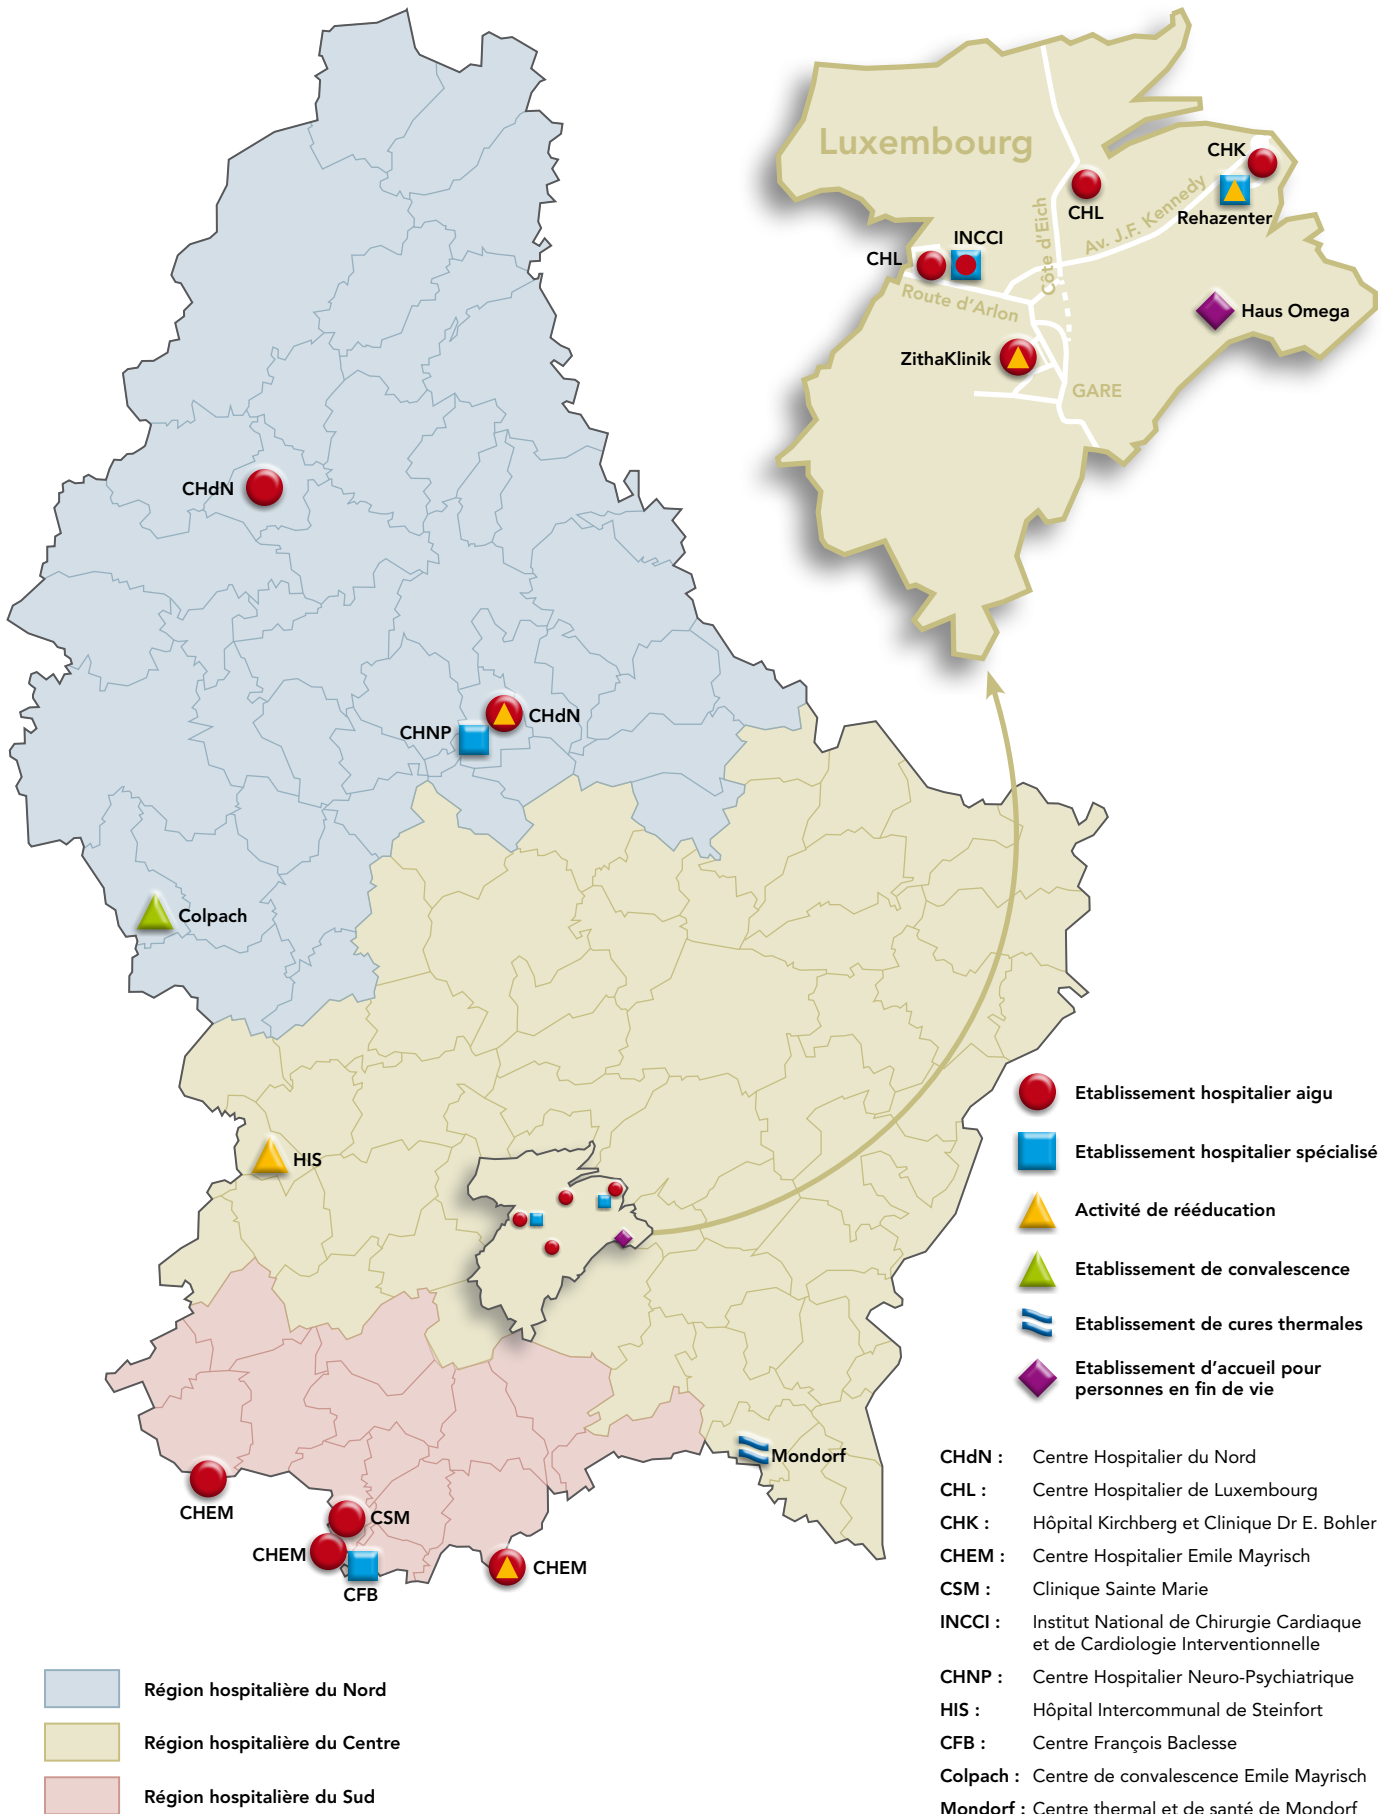 Luxembourg
CHK
CHL
Rehazenter
Côte d'Eich
Av. J.F. Kennedy
INCCI
CHL
Route d'Arlon
Haus Omega
ZithaKlinik
GARE
CHdN
CHdN
CHNP
Colpach
HIS
Mondorf
CHEM
CSM
CHEM
CFB
CHEM
Etablissement hospitalier aigu
Etablissement hospitalier spécialisé
Activité de rééducation
Etablissement de convalescence
Etablissement de cures thermales
Etablissement d'accueil pour
personnes en fin de vie
CHdN : Centre Hospitalier du Nord
CHL : Centre Hospitalier de Luxembourg
CHK : Hôpital Kirchberg et Clinique Dr E. Bohler
CHEM : Centre Hospitalier Emile Mayrisch
CSM : Clinique Sainte Marie
INCCI : Institut National de Chirurgie Cardiaque
et de Cardiologie Interventionnelle
CHNP : Centre Hospitalier Neuro-Psychiatrique
HIS : Hôpital Intercommunal de Steinfort
CFB : Centre François Baclesse
Colpach : Centre de convalescence Emile Mayrisch
Mondorf : Centre thermal et de santé de Mondorf
Région hospitalière du Nord
Région hospitalière du Centre
Région hospitalière du Sud